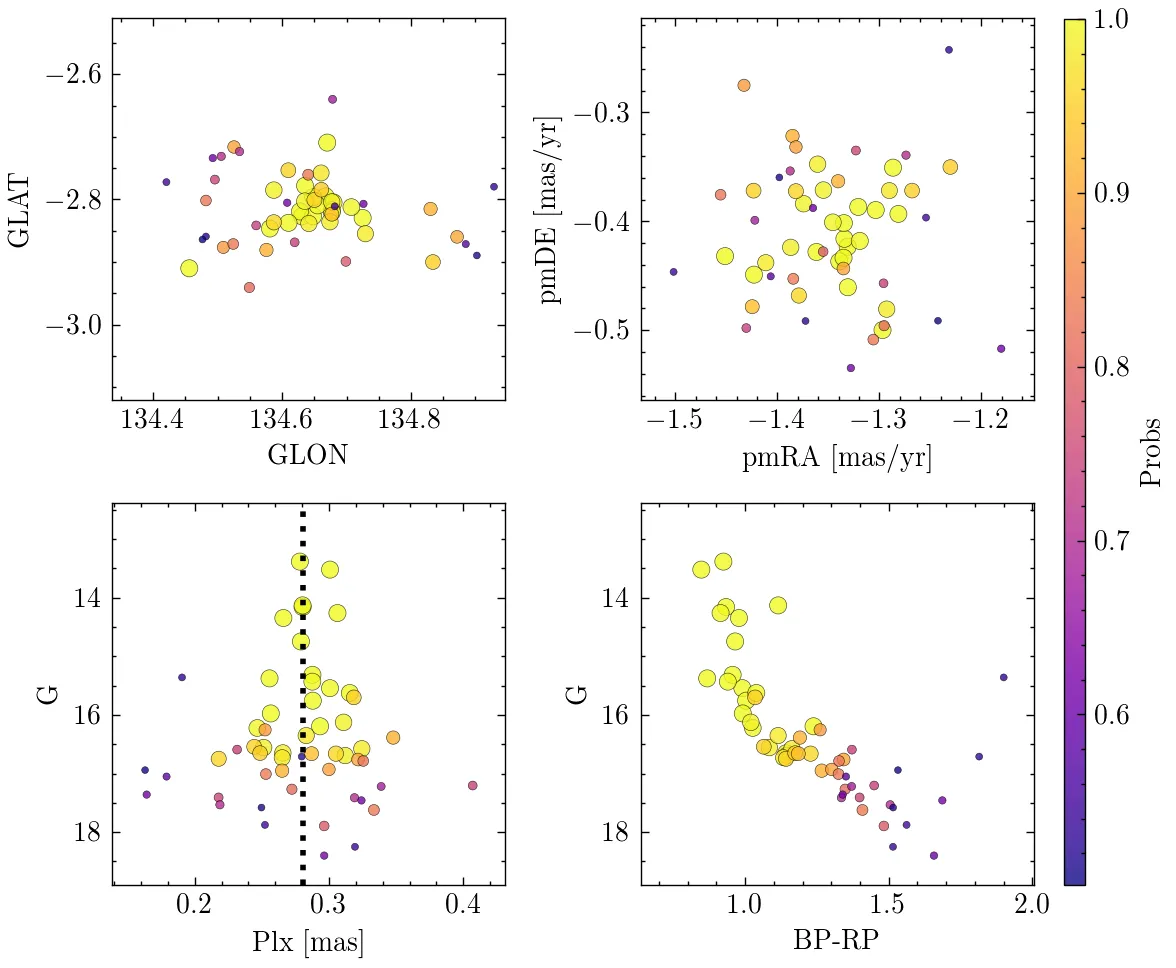 −2.6
−2.8
−3.0
GLAT
134.4 134.6 134.8
GLON
−0.3
−0.4
−0.5
pmDE [mas/yr]
−1.5 −1.4 −1.3 −1.2
pmRA [mas/yr]
1.0
0.9
0.8
0.7
0.6
Probs
14
16
18
G
0.2 0.3 0.4
Plx [mas]
14
16
18
G
1.0 1.5 2.0
BP-RP